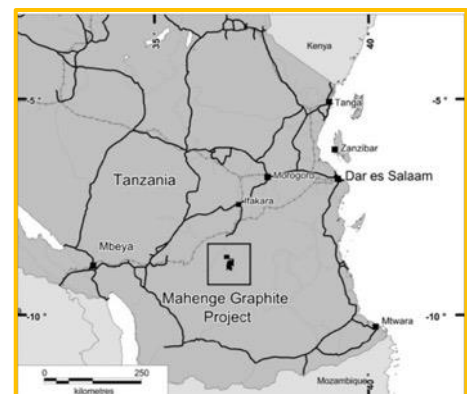 35
40
Kenya
-5
-5 °
Tanga
Zanzibar
Dar es Salaam
Morogoro
Tanzania
Ifakara
Mbeya
Mahenge Graphite
Project
-10
-10 °
Mtwara
0
250
kilometres
Mozambique
40